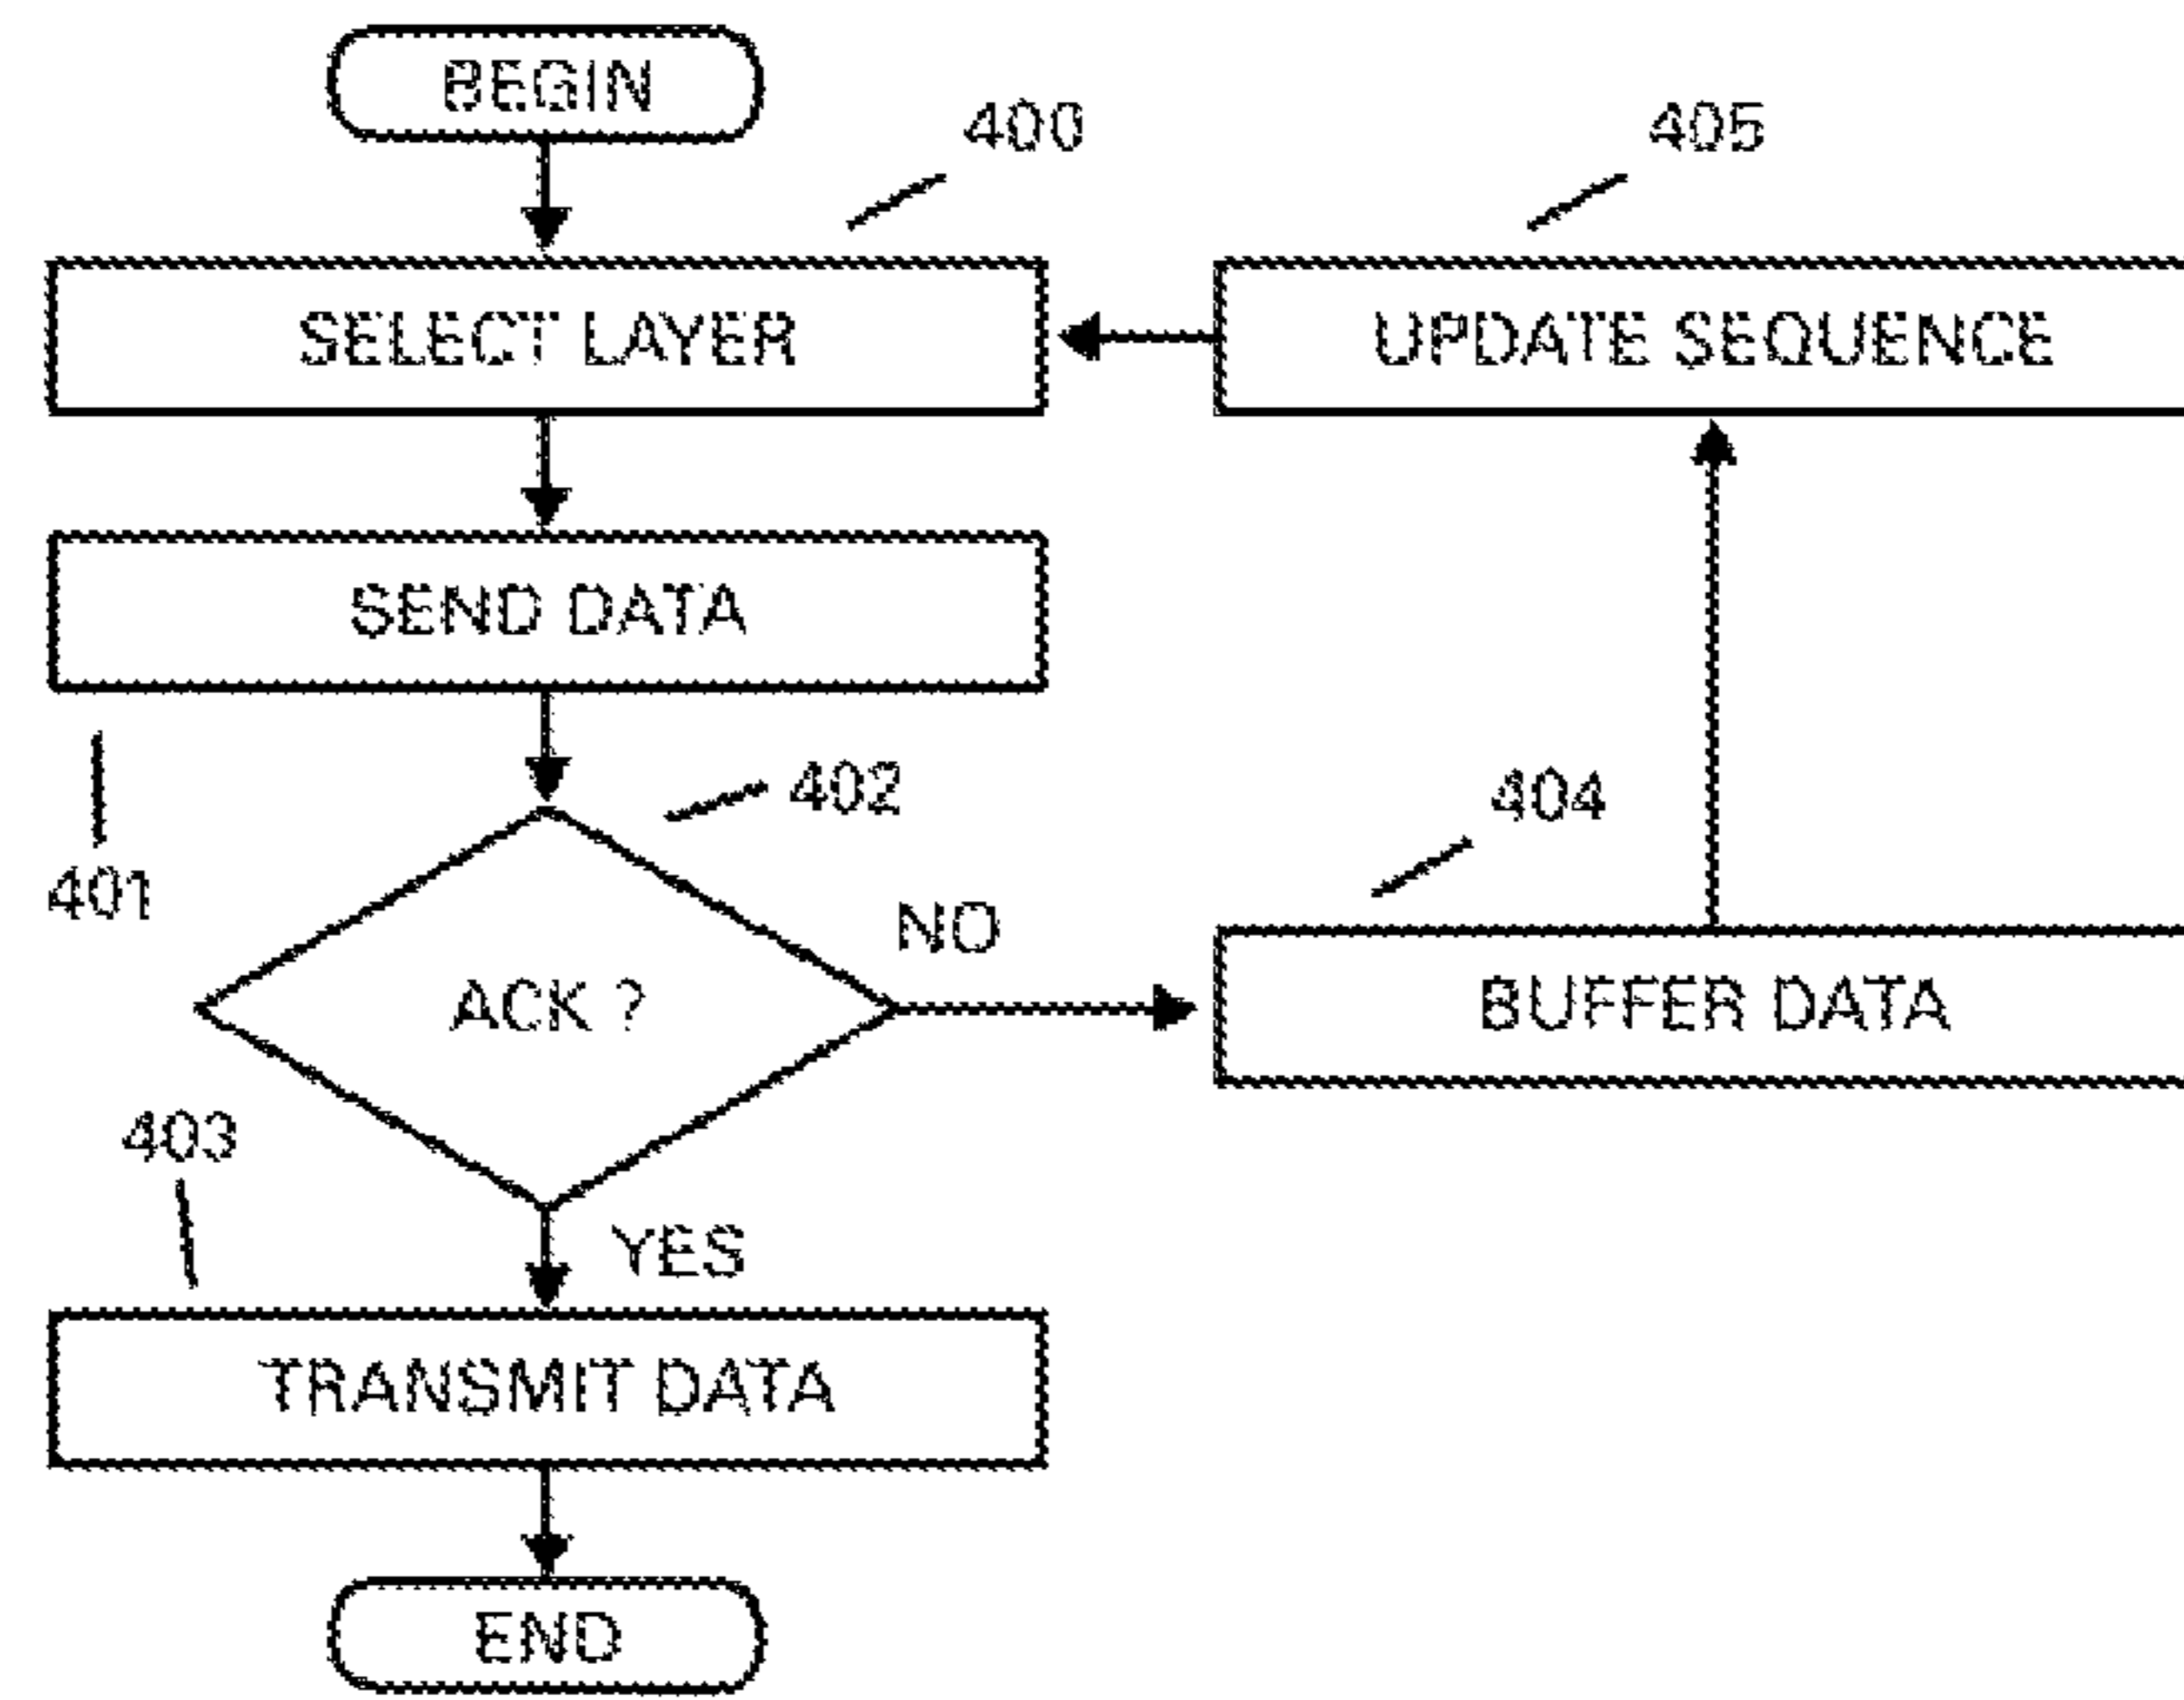 BEGIN
400
405
SELECT LAYER
UPDATE SEQUENCE
SEND DATA
402
404
401
NO
ACK ?
BUFFER DATA
403
YES
TRANSMIT DATA
END